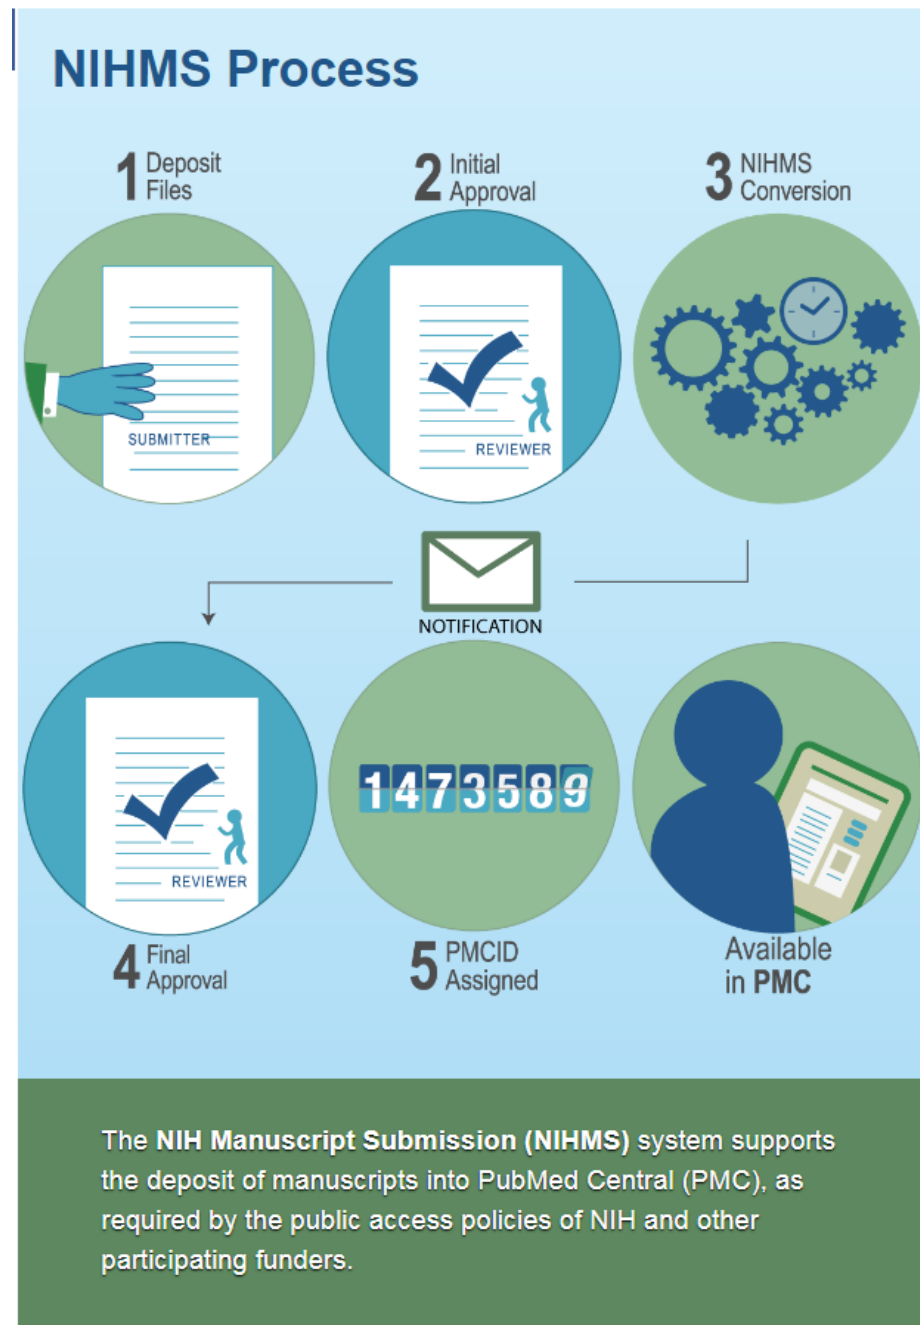 NIHMS Process
1 Deposit
Files
2 Initial
Approval
3 NIHMS
Conversion
SUBMITTER
REVIEWER
NOTIFICATION
REVIEWER
1473589
4 Final
Approval
5 PMCID
Assigned
Available
in PMC
The NIH Manuscript Submission (NIHMS) system supports
the deposit of manuscripts into PubMed Central (PMC), as
required by the public access policies of NIH and other
participating funders.